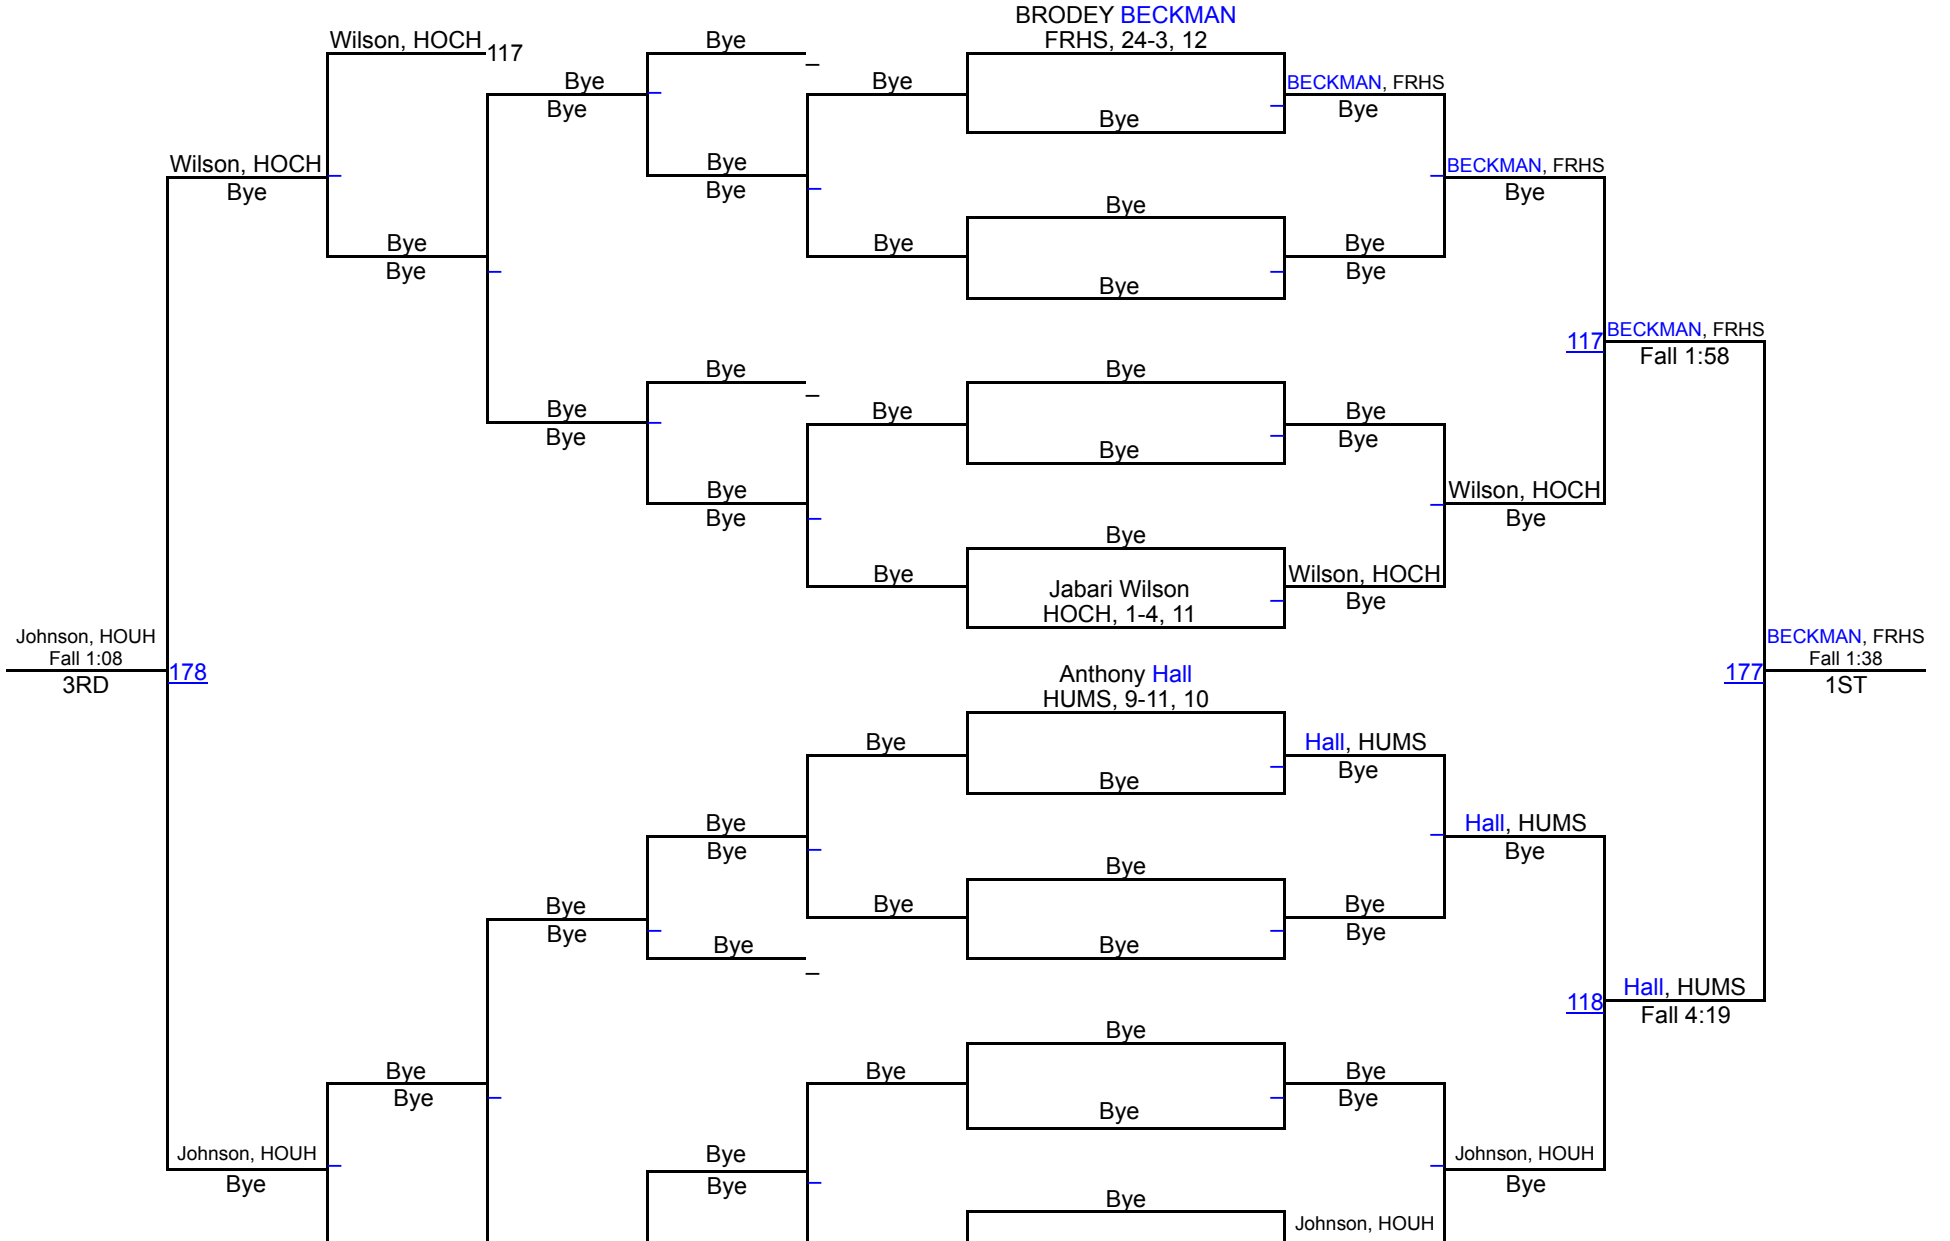 BRODEY BECKMAN
FRHS, 24-3, 12
Wilson, HOCH
117
Bye
Bye
Bye
Bye
BECKMAN, FRHS
Bye
Bye
Bye
Wilson, HOCH
Bye
Bye
Bye
BECKMAN, FRHS
Bye
Bye
Bye
Bye
Bye
Bye
Bye
Bye
117
BECKMAN, FRHS
Fall 1:58
Bye
Bye
Bye
Bye
Bye
Bye
Bye
Bye
Bye
Bye
Bye
Wilson, HOCH
Bye
Bye
Bye
Jabari Wilson
HOCH, 1-4, 11
Wilson, HOCH
Bye
Johnson, HOUH
Fall 1:08
3RD
178
Anthony Hall
HUMS, 9-11, 10
BECKMAN, FRHS
Fall 1:38
1ST
177
Bye
Hall, HUMS
Bye
Bye
Bye
Bye
Hall, HUMS
Bye
Bye
Bye
Bye
Bye
Bye
Bye
Bye
Bye
118
Hall, HUMS
Fall 4:19
Bye
Bye
Bye
Bye
Bye
Bye
Bye
Johnson, HOUH
Bye
Bye
Bye
Johnson, HOUH
Bye
Bye
Johnson, HOUH